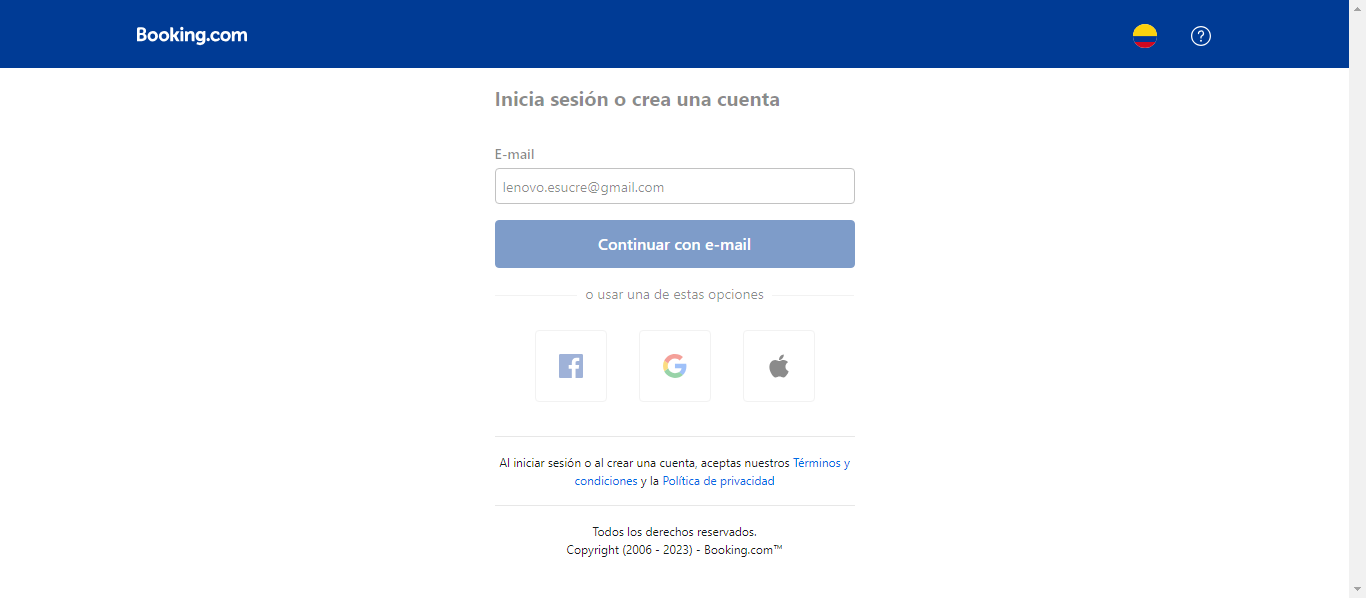 Booking.com
Inicia sesión o crea una cuenta
E-mail
lenovo.esucre@gmail.com
Continuar con e-mail
o usar una de estas opciones
Al iniciar sesión o al crear una cuenta, aceptas nuestros Términos y
condiciones y la Política de privacidad
Todos los derechos reservados.
Copyright (2006 - 2023) - Booking.com™